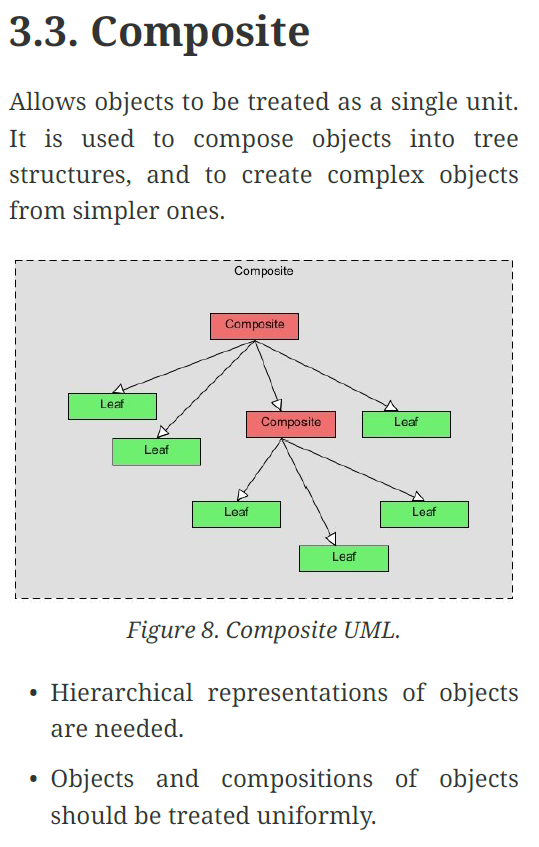 3.3. Composite
Allows objects to be treated as a single unit.
It is used to compose objects into tree
structures, and to create complex objects
from simpler ones.
Composite
Composite
Leaf
Composite
Leaf
Leaf
Leaf
Leaf
Leaf
Figure 8. Composite UML.
• Hierarchical representations of objects
are needed.
• Objects and compositions of objects
should be treated uniformly.